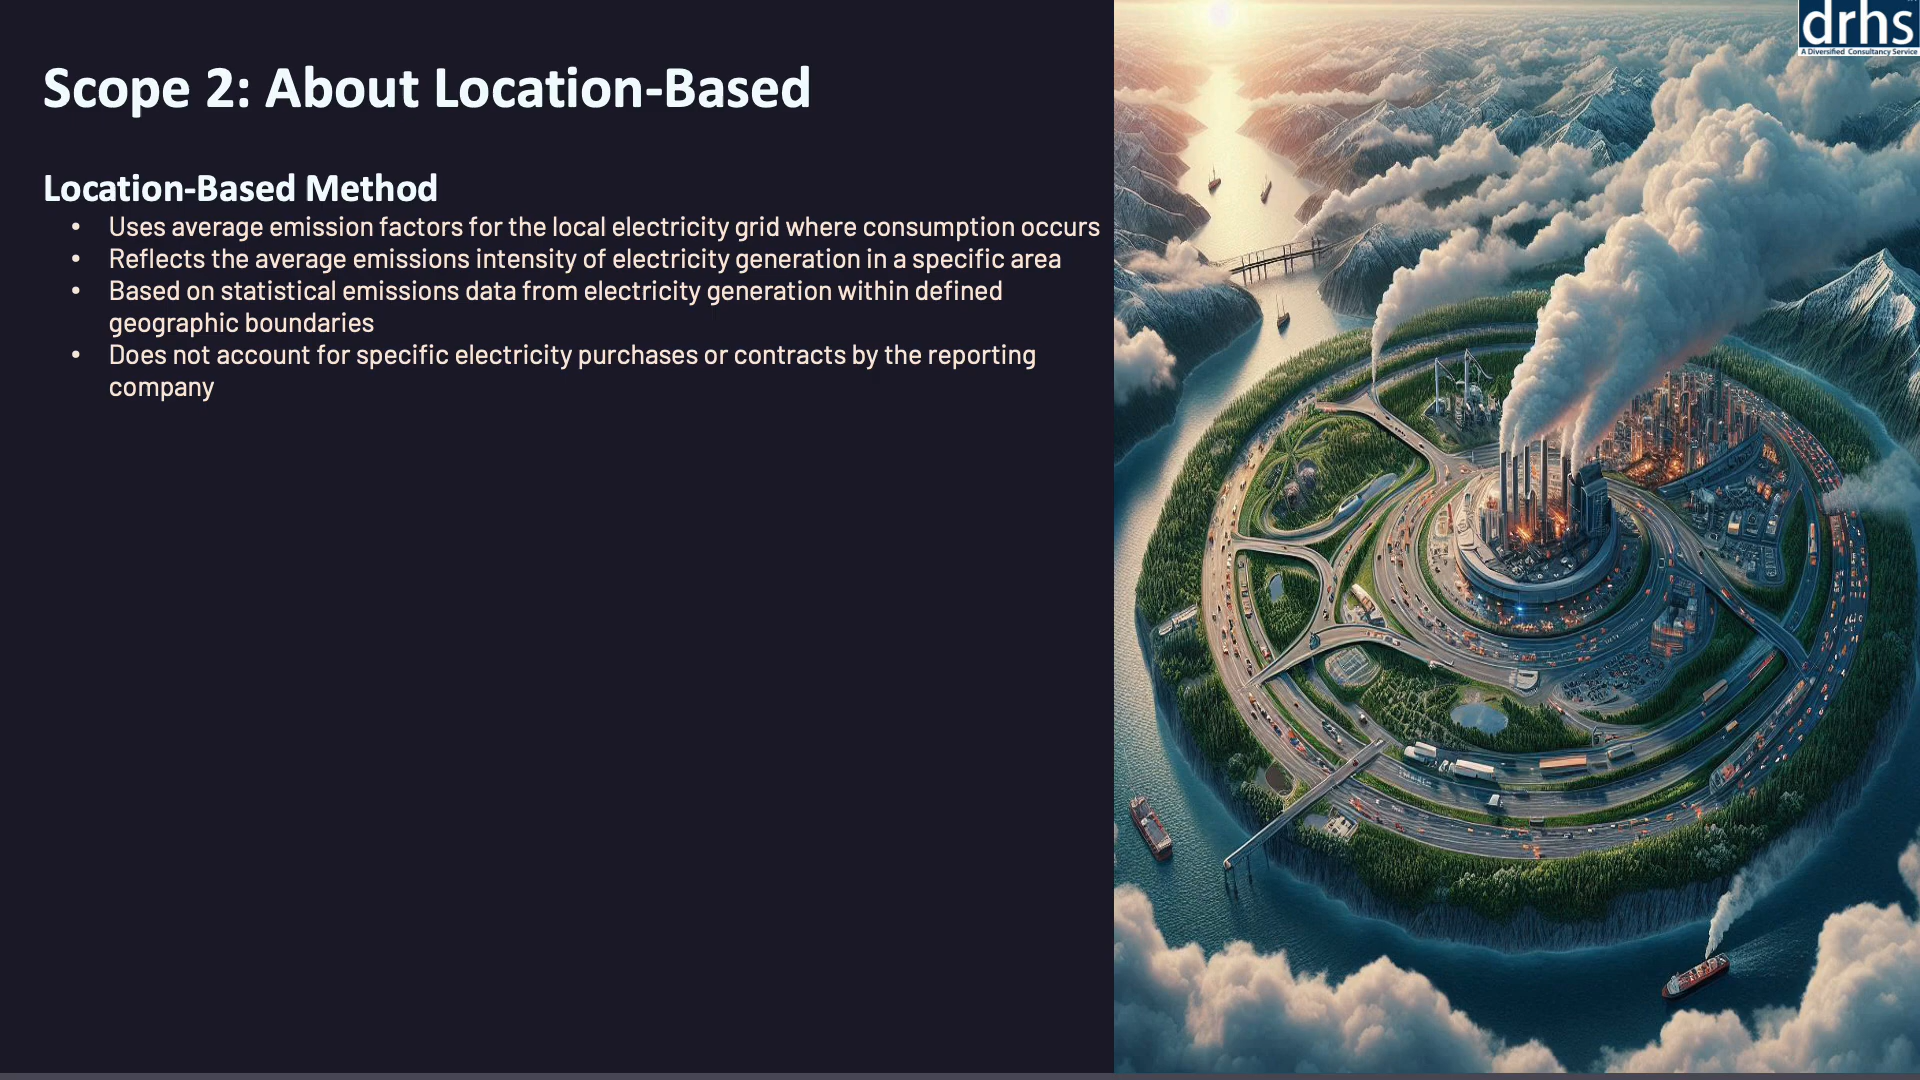 drhs
A Diversified Consultancy Service
Scope 2: About Location-Based
Location-Based Method
• Uses average emission factors for the local electricity grid where consumption occurs
• Reflects the average emissions intensity of electricity generation in a specific area
• Based on statistical emissions data from electricity generation within defined
geographic boundaries
• Does not account for specific electricity purchases or contracts by the reporting
company